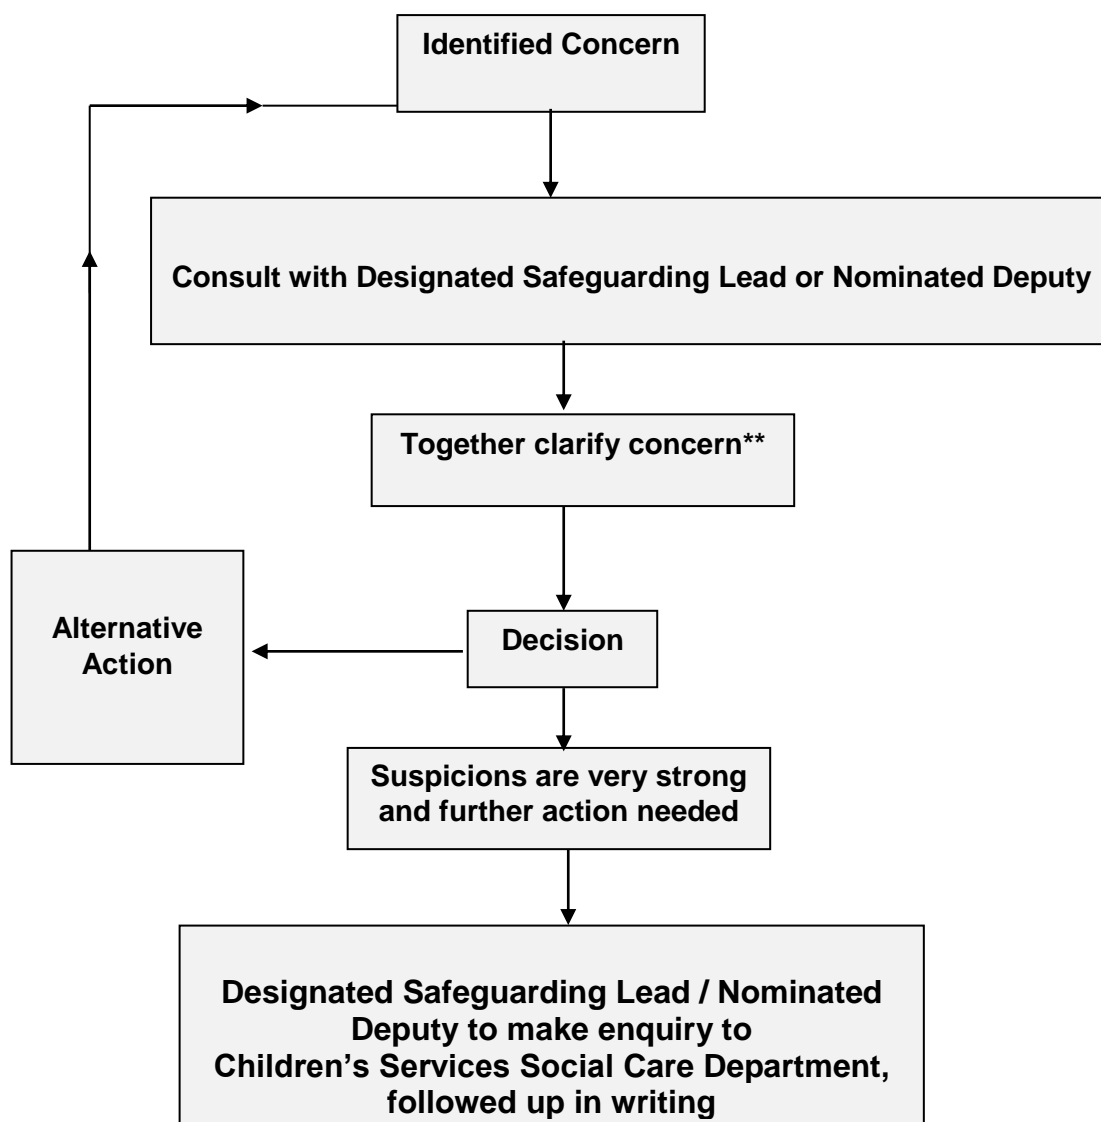 Identified Concern
Consult with Designated Safeguarding Lead or Nominated Deputy
Together clarify concern**
Alternative
Action
Decision
Suspicions are very strong
and further action needed
Designated Safeguarding Lead / Nominated
Deputy to make enquiry to
Children’s Services Social Care Department,
followed up in writing